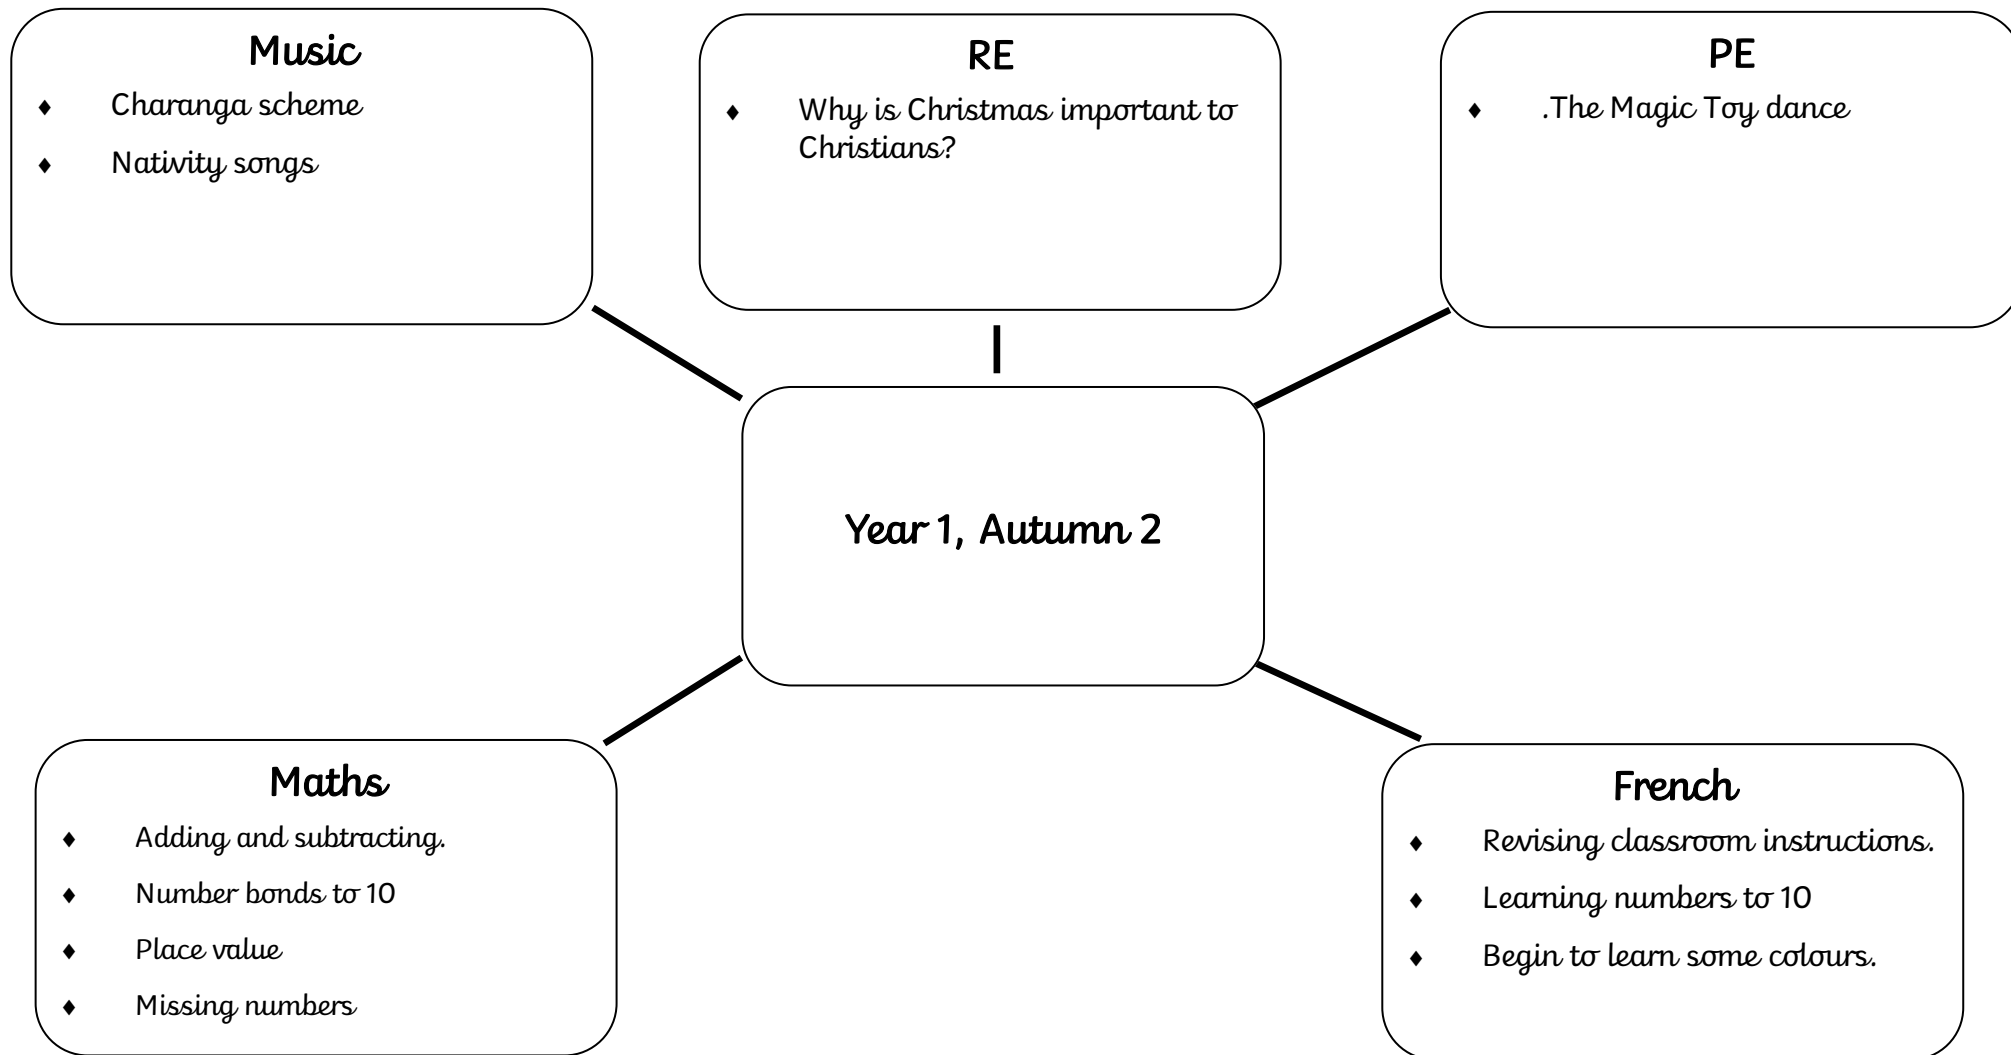 Music
♦ Charanga scheme
♦ Nativity songs
RE
♦ Why is Christmas important to
Christians?
PE
♦ .The Magic Toy dance
Year 1, Autumn 2
Maths
♦ Adding and subtracting.
♦ Number bonds to 10
♦ Place value
♦ Missing numbers
French
♦ Revising classroom instructions.
♦ Learning numbers to 10
♦ Begin to learn some colours.